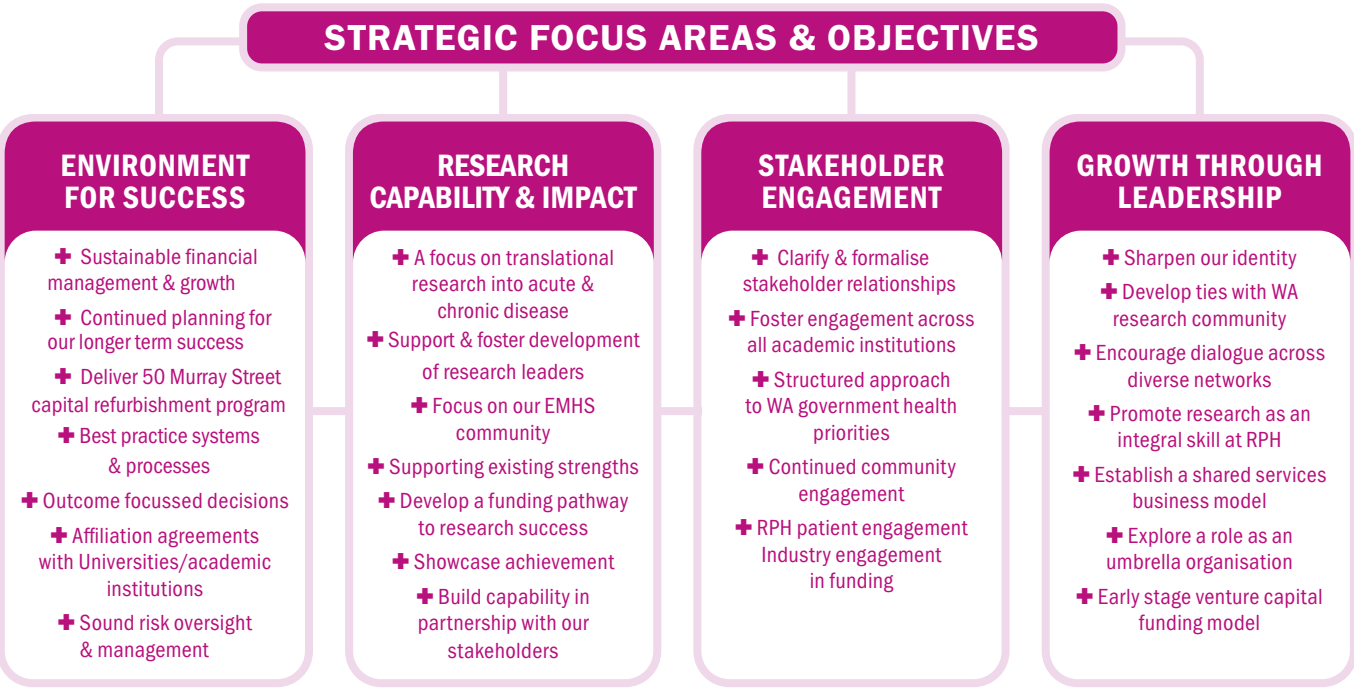 STRATEGIC FOCUS AREAS & OBJECTIVES
ENVIRONMENT
FOR SUCCESS
✚ Sustainable financial
management & growth
✚ Continued planning for
our longer term success
✚ Deliver 50 Murray Street
capital refurbishment program
✚ Best practice systems
& processes
✚ Outcome focussed decisions
✚ Affiliation agreements
with Universities/academic
institutions
✚ Sound risk oversight
& management
RESEARCH
CAPABILITY & IMPACT
✚ A focus on translational
research into acute &
chronic disease
✚ Support & foster development
of research leaders
✚ Focus on our EMHS
community
✚ Supporting existing strengths
✚ Develop a funding pathway
to research success
✚ Showcase achievement
✚ Build capability in
partnership with our
stakeholders
STAKEHOLDER
ENGAGEMENT
✚ Clarify & formalise
stakeholder relationships
✚ Foster engagement across
all academic institutions
✚ Structured approach
to WA government health
priorities
✚ Continued community
engagement
✚ RPH patient engagement
Industry engagement
in funding
GROWTH THROUGH
LEADERSHIP
✚ Sharpen our identity
✚ Develop ties with WA
research community
✚ Encourage dialogue across
diverse networks
✚ Promote research as an
integral skill at RPH
✚ Establish a shared services
business model
✚ Explore a role as an
umbrella organisation
✚ Early stage venture capital
funding model